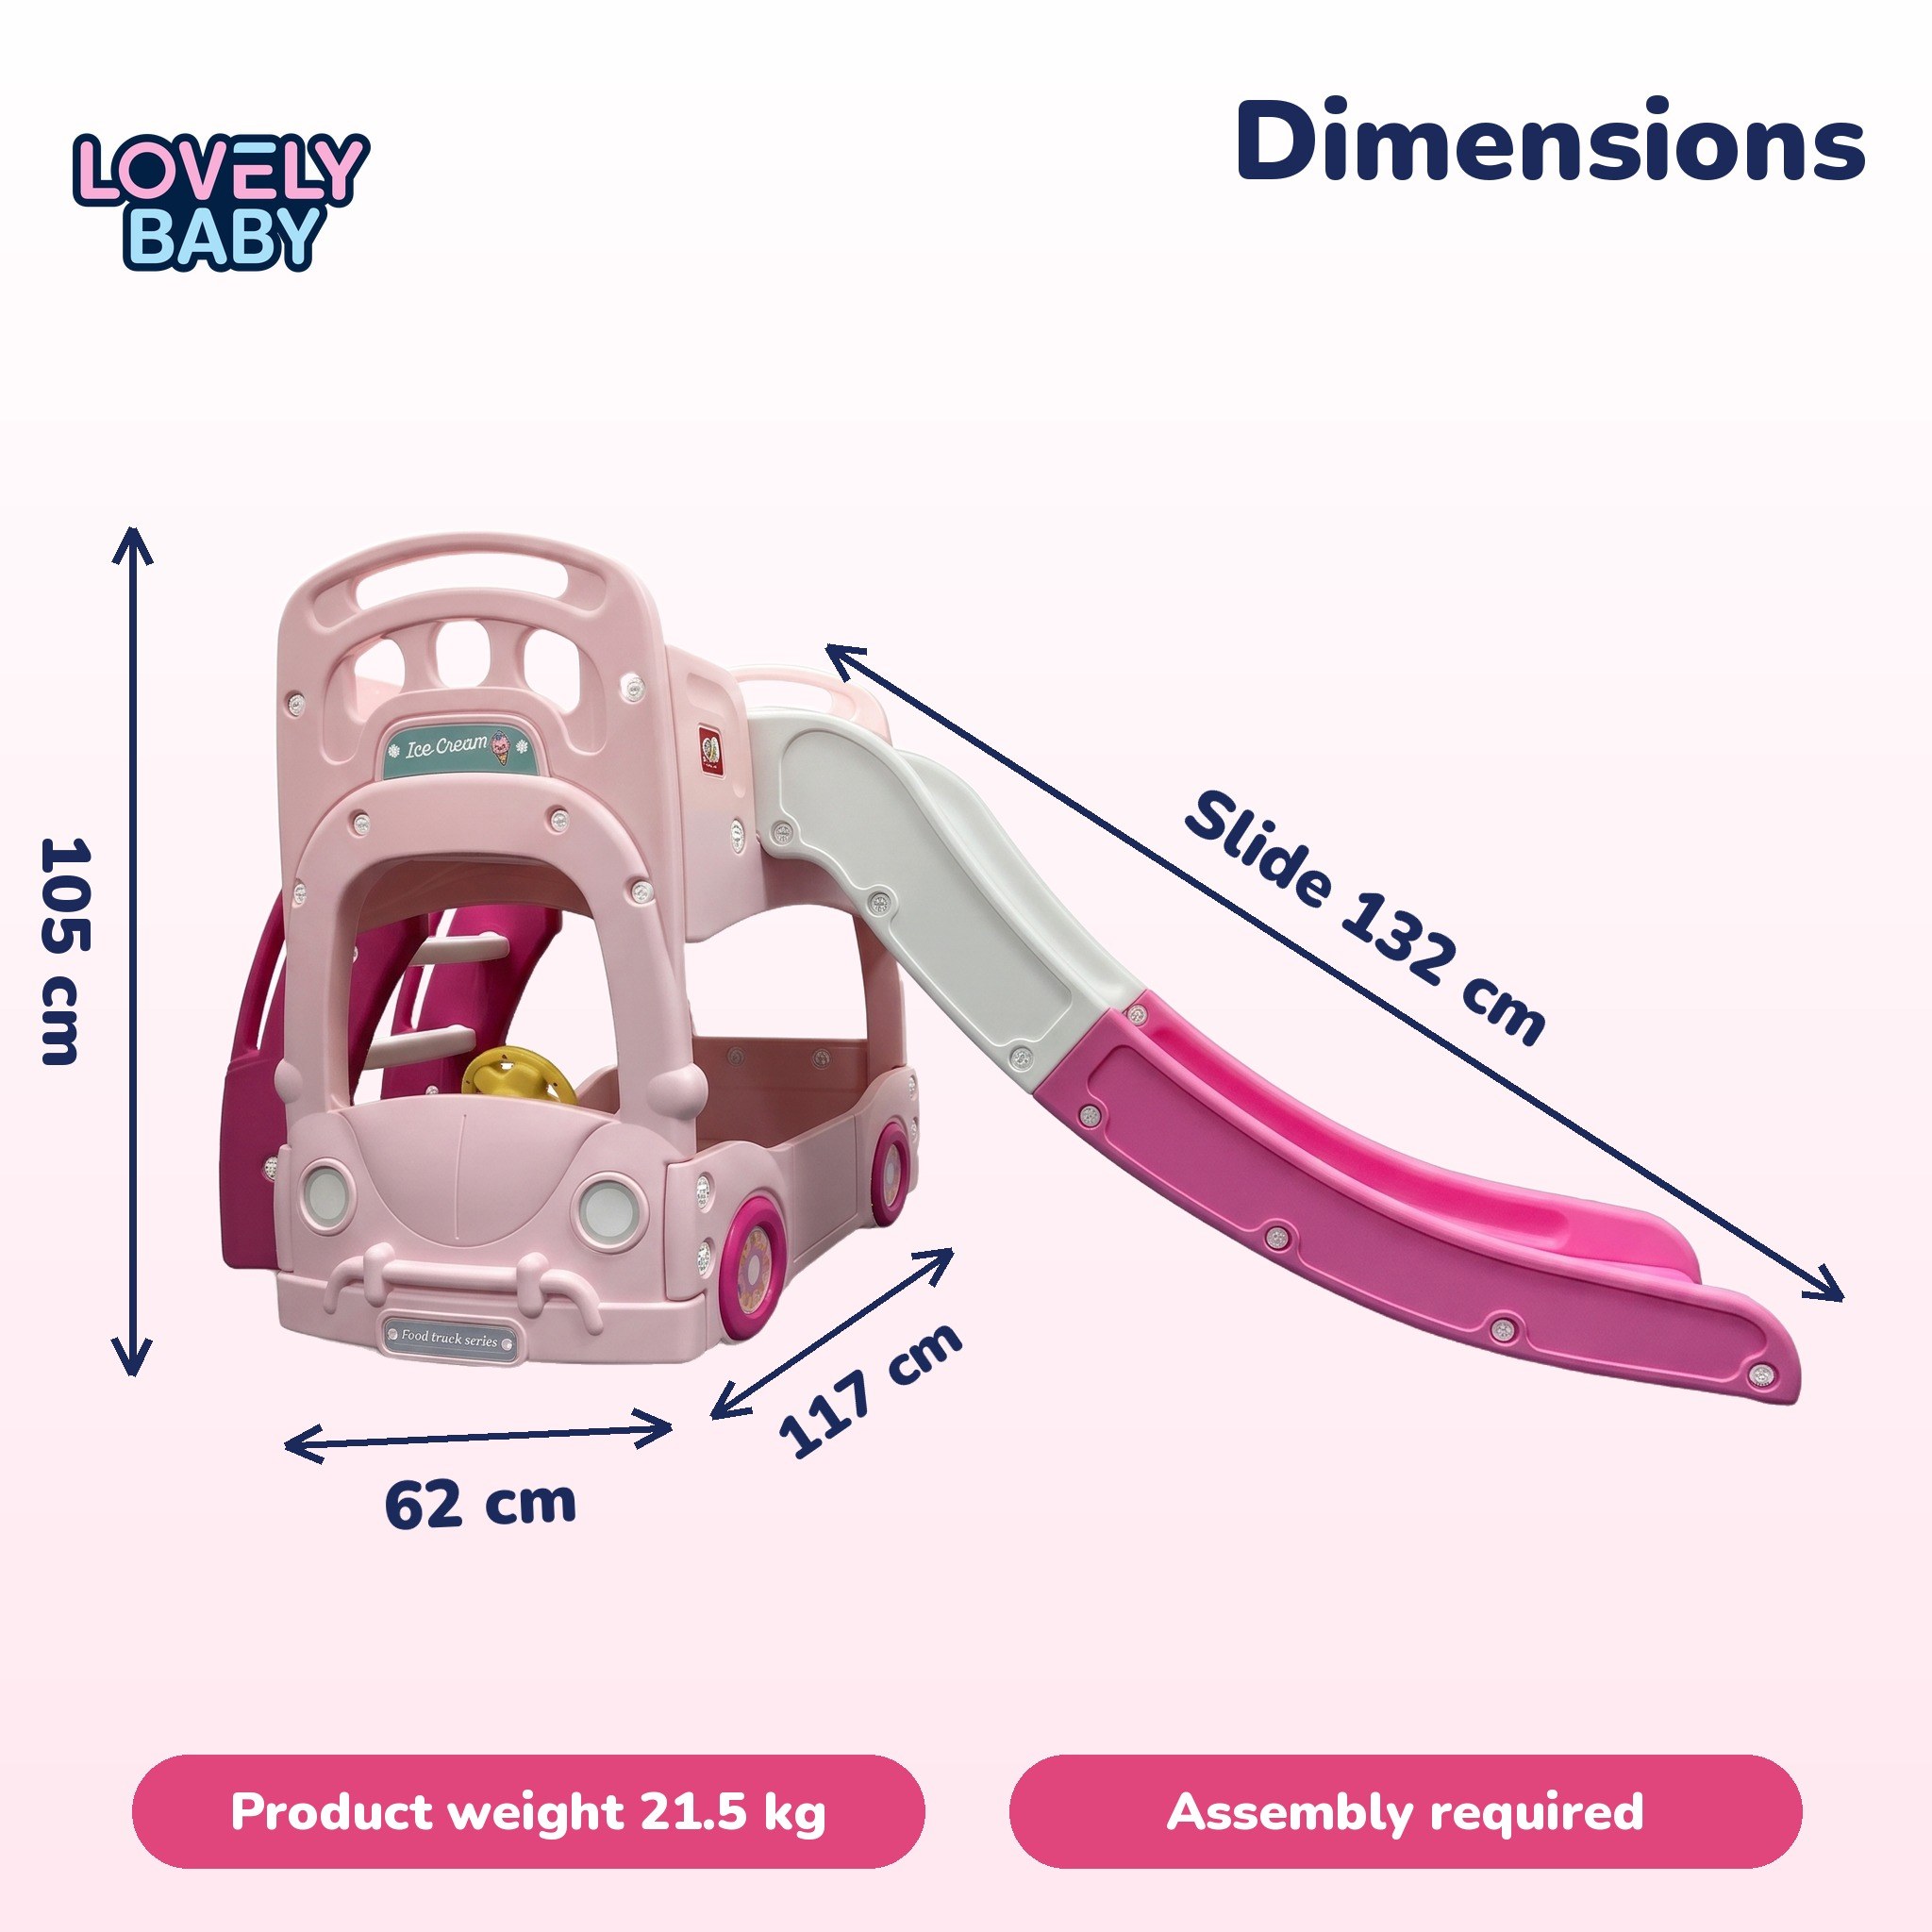 LOVELY
BABY
Dimensions
105 cm
Ice Cream
Slide 132 cm
Food truck series
117 cm
62 cm
Product weight 21.5 kg
Assembly required